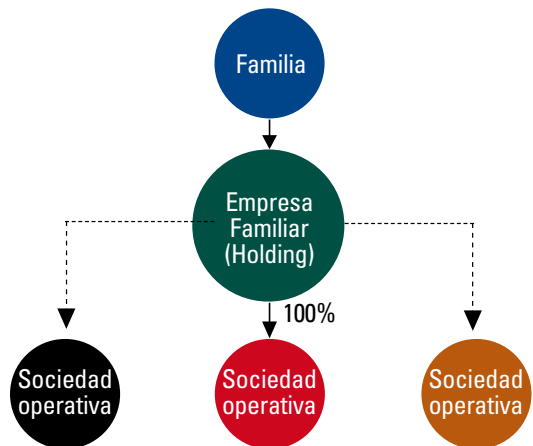 Familia
Empresa
Familiar
(Holding)
100%
Sociedad
operativa
Sociedad
operativa
Sociedad
operativa